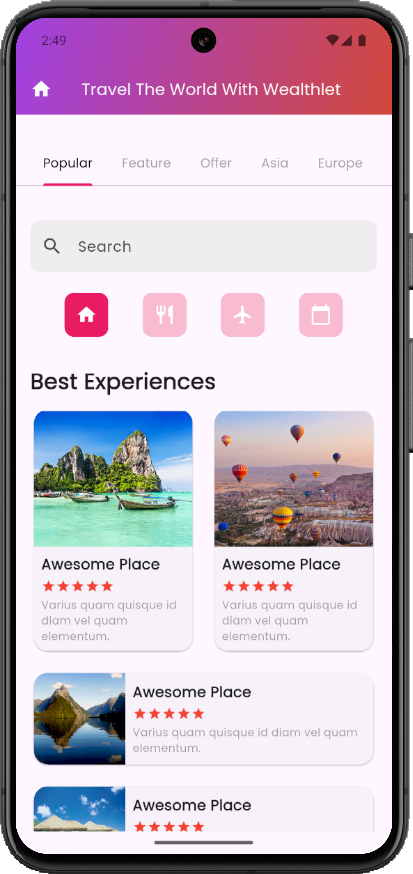 2:49
Travel The World With Wealthlet
Popular Feature Offer Asia Europe
Search
Best Experiences
Awesome Place
Varius quam quisque id
diam vel quam
elementum.
Awesome Place
Varius quam quisque id
diam vel quam
elementum.
Awesome Place
Varius quam quisque id diam vel quam
elementum.
Awesome Place